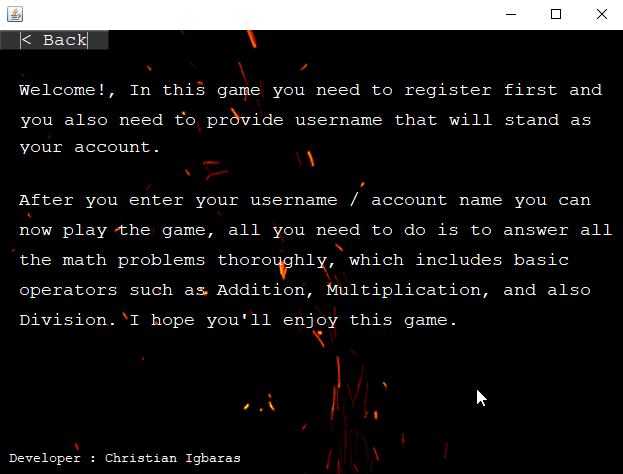 < Back
Welcome!, In this game you need to register first and
you also need to provide username that will stand as
your account.
After you enter your username / account name you can
now play the game, all you need to do is to answer all
the math problems thoroughly, which includes basic
operators such as Addition, Multiplication, and also
Division. I hope you'll enjoy this game.
Developer : Christian Igbaras